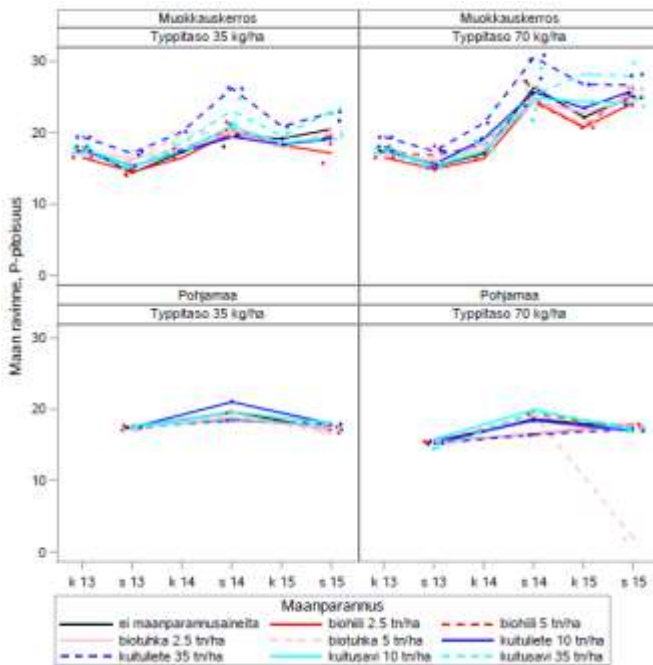 Muokkauskerros Muokkauskerros
Typpitaso 35 kg/ha Typpitaso 70 kg/ha
30
20
10
0
Maan ravinne, P-pitoisuus
Pohjamaa Pohjamaa
Typpitaso 35 kg/ha Typpitaso 70 kg/ha
30
20
10
0
k 13 s 13 k 14 s 14 k 15 s 15 k 13 s 13 k 14 s 14 k 15 s 15
Maanparannus
ei maanparannusaineita biohiili 2.5 tn/ha biohiili 5 tn/ha
biotuhka 2.5 tn/ha biotuhka 5 tn/ha kuituliete 10 tn/ha
kuituliete 35 tn/ha kuitusavi 10 tn/ha kuitusavi 35 tn/ha